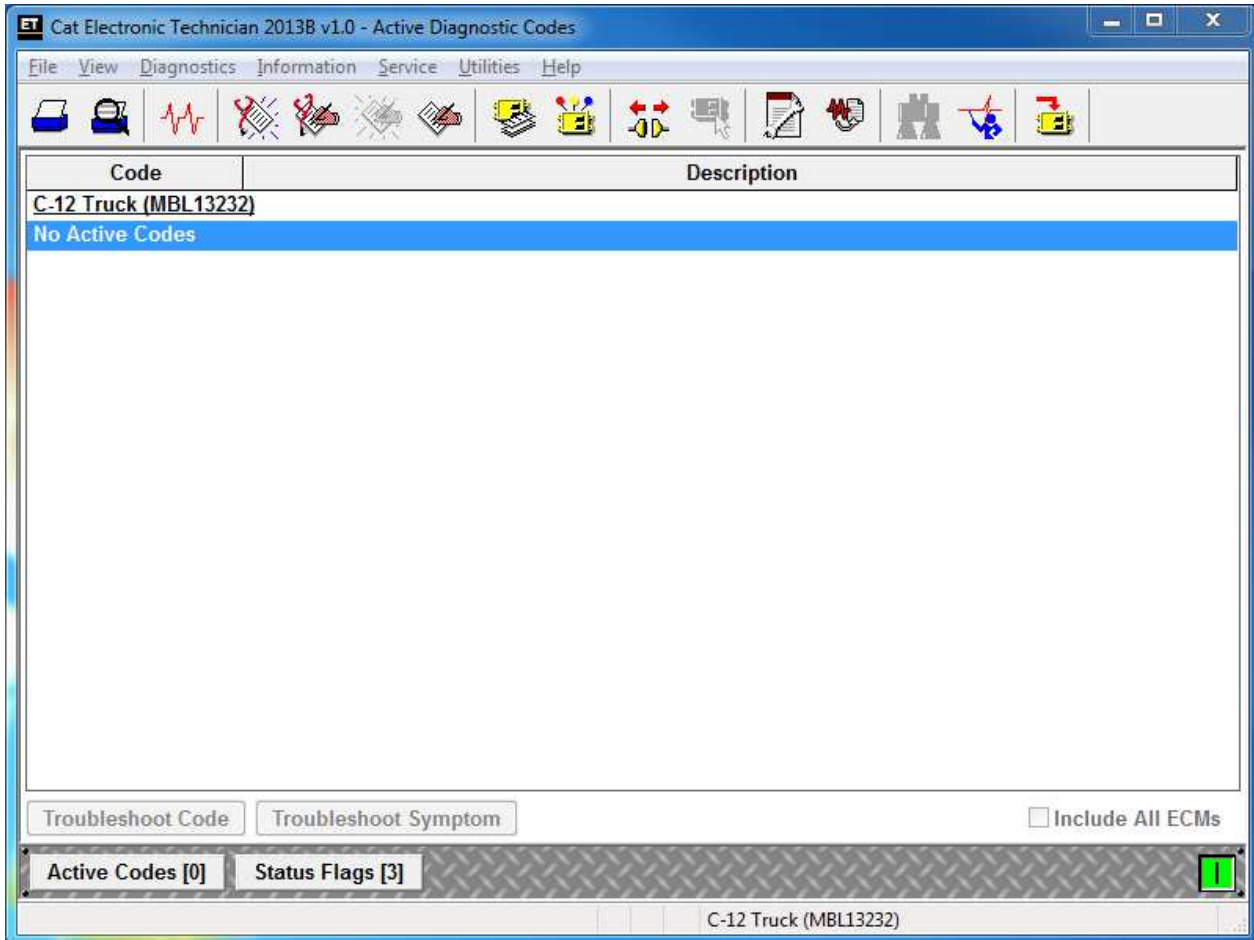 ET Cat Electronic Technician 2013B v1.0 - Active Diagnostic Codes
File View Diagnostics Information Service Utilities Help
Code Description
C-12 Truck (MBL13232)
No Active Codes
Troubleshoot Code Troubleshoot Symptom Include All ECMs
Active Codes [0] Status Flags [3]
C-12 Truck (MBL13232)